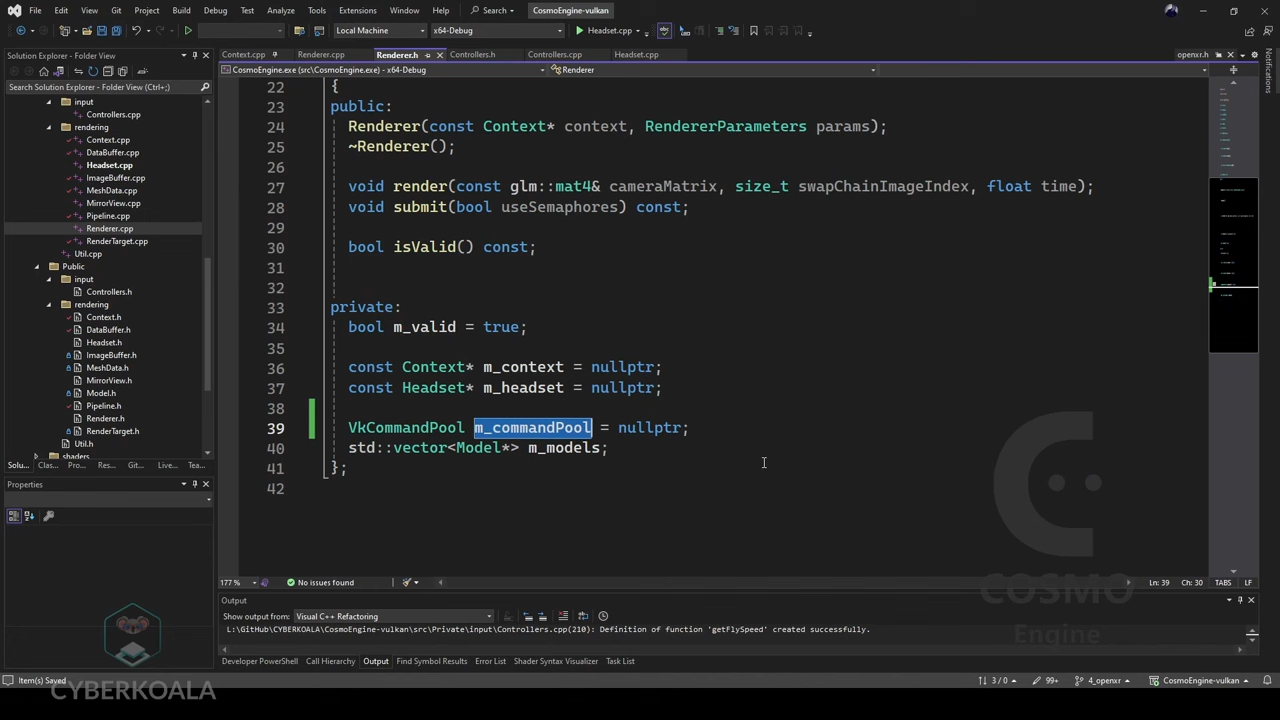 File Edit View Git Project Build Debug Test Analyze Tools Extensions Window Help Search CosmoEngine-vulkan
Local Machine x64-Debug Headset.cpp
Solution Explorer - Folder View
Context.cpp Renderer.cpp Renderer.h Controllers.h Controllers.cpp Headset.cpp openxr.h
CosmoEngine.exe (src\CosmoEngine.exe) - x64-Debug Renderer
Search Solution Explorer - Folder View (Ctrl+;)
input
Controllers.cpp
rendering
Context.cpp
DataBuffer.cpp
Headset.cpp
ImageBuffer.cpp
MeshData.cpp
MirrorView.cpp
Pipeline.cpp
Renderer.cpp
RenderTarget.cpp
Util.cpp
Public
input
Controllers.h
rendering
Context.h
DataBuffer.h
Headset.h
ImageBuffer.h
MeshData.h
MirrorView.h
Model.h
Pipeline.h
Renderer.h
RenderTarget.h
Util.h
shaders
Solu... Clas... Pro... Res... Git... Live... Tea...
Properties
22 {
23 public:
24 Renderer(const Context* context, RendererParameters params);
25 ~Renderer();
26
27 void render(const glm::mat4& cameraMatrix, size_t swapChainImageIndex, float time);
28 void submit(bool useSemaphores) const;
29
30 bool isValid() const;
31
32
33 private:
34 bool m_valid = true;
35
36 const Context* m_context = nullptr;
37 const Headset* m_headset = nullptr;
38
39 VkCommandPool m_commandPool = nullptr;
40 std::vector<Model*> m_models;
41 };
42
177 % No issues found Ln: 39 Ch: 30 TABS LF
Output
Show output from: Visual C++ Refactoring
L:\GitHub\CYBERKOALA\CosmoEngine-vulkan\src\Private\input\Controllers.cpp(210): Definition of function 'getFlySpeed' created successfully.
Developer PowerShell Call Hierarchy Output Find Symbol Results Error List Shader Syntax Visualizer Task List
Item(s) Saved 3 / 0 99+ 4_openxr CosmoEngine-vulkan
Notifications
COSMO
Engine
CYBERKOALA